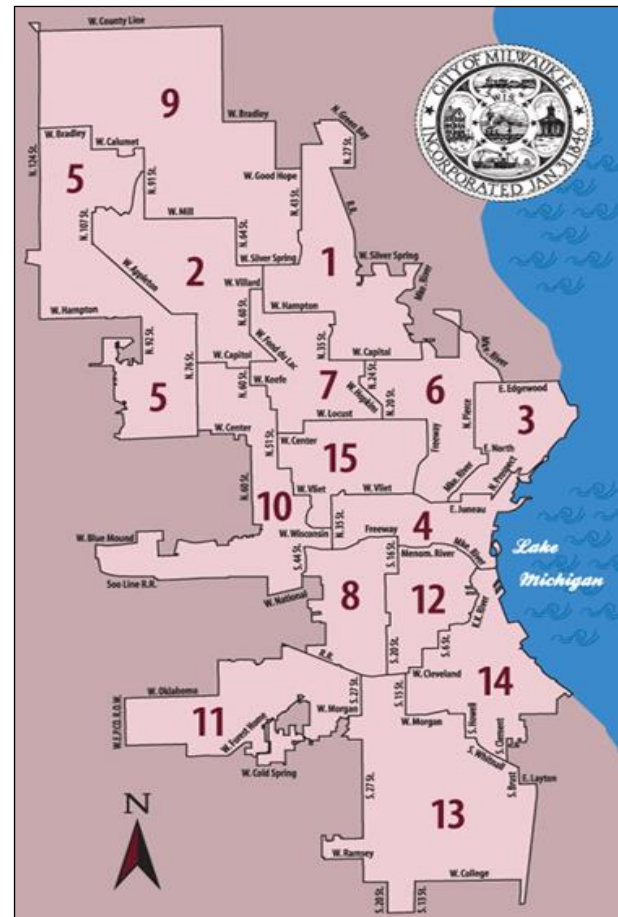 W. County Line
CITY OF MILWAUKEE
WIS
INCORPORATED JAN 31 1846
9
W. Bradley
N. Green Bay
N. 27 St.
W. Bradley
W. Calumet
N. 124 St.
N. 91 St.
5
W. Good Hope
N. 43 St.
R.R.
N. 107 St.
W. Mill
N. 64 St.
W. Silver Spring
1
W. Silver Spring
2
W. Appleton
W. Villard
Mke. River
W. Hampton
N. 60 St.
W. Hampton
N. 92 St.
N. 76 St.
W. Fond du Lac
N. 35 St.
W. Capitol
Mke. River
W. Capitol
N. 60 St.
W. Keefe
7
N. 24 St.
W. Hopkins
N. 20 St.
6
N. Pierce
E. Edgewood
3
5
W. Locust
W. Center
N. 51 St.
W. Center
15
Freeway
E. North
Mke. River
N. Prospect
N. 60 St.
10
W. Vliet
W. Vliet
E. Juneau
W. Wisconsin
N. 35 St.
4
Freeway
Mke. River
W. Blue Mound
S. 44 St.
S. 16 St.
Menom. River
Lake
Michigan
Soo Line R.R.
W. National
8
12
K.K. River
S. 20 St.
S. 6 St.
R.R.
W. Cleveland
14
S. 27 St.
S. 15 St.
W. Oklahoma
W.E.P.CO. R.O.W.
11
W. Forest Home
W. Morgan
W. Morgan
S. Howell
S. Clement
W. Cold Spring
S. Whitnall
S. Brust
E. Layton
N
S. 27 St.
13
W. Ramsey
W. College
S. 20 St.
S. 13 St.